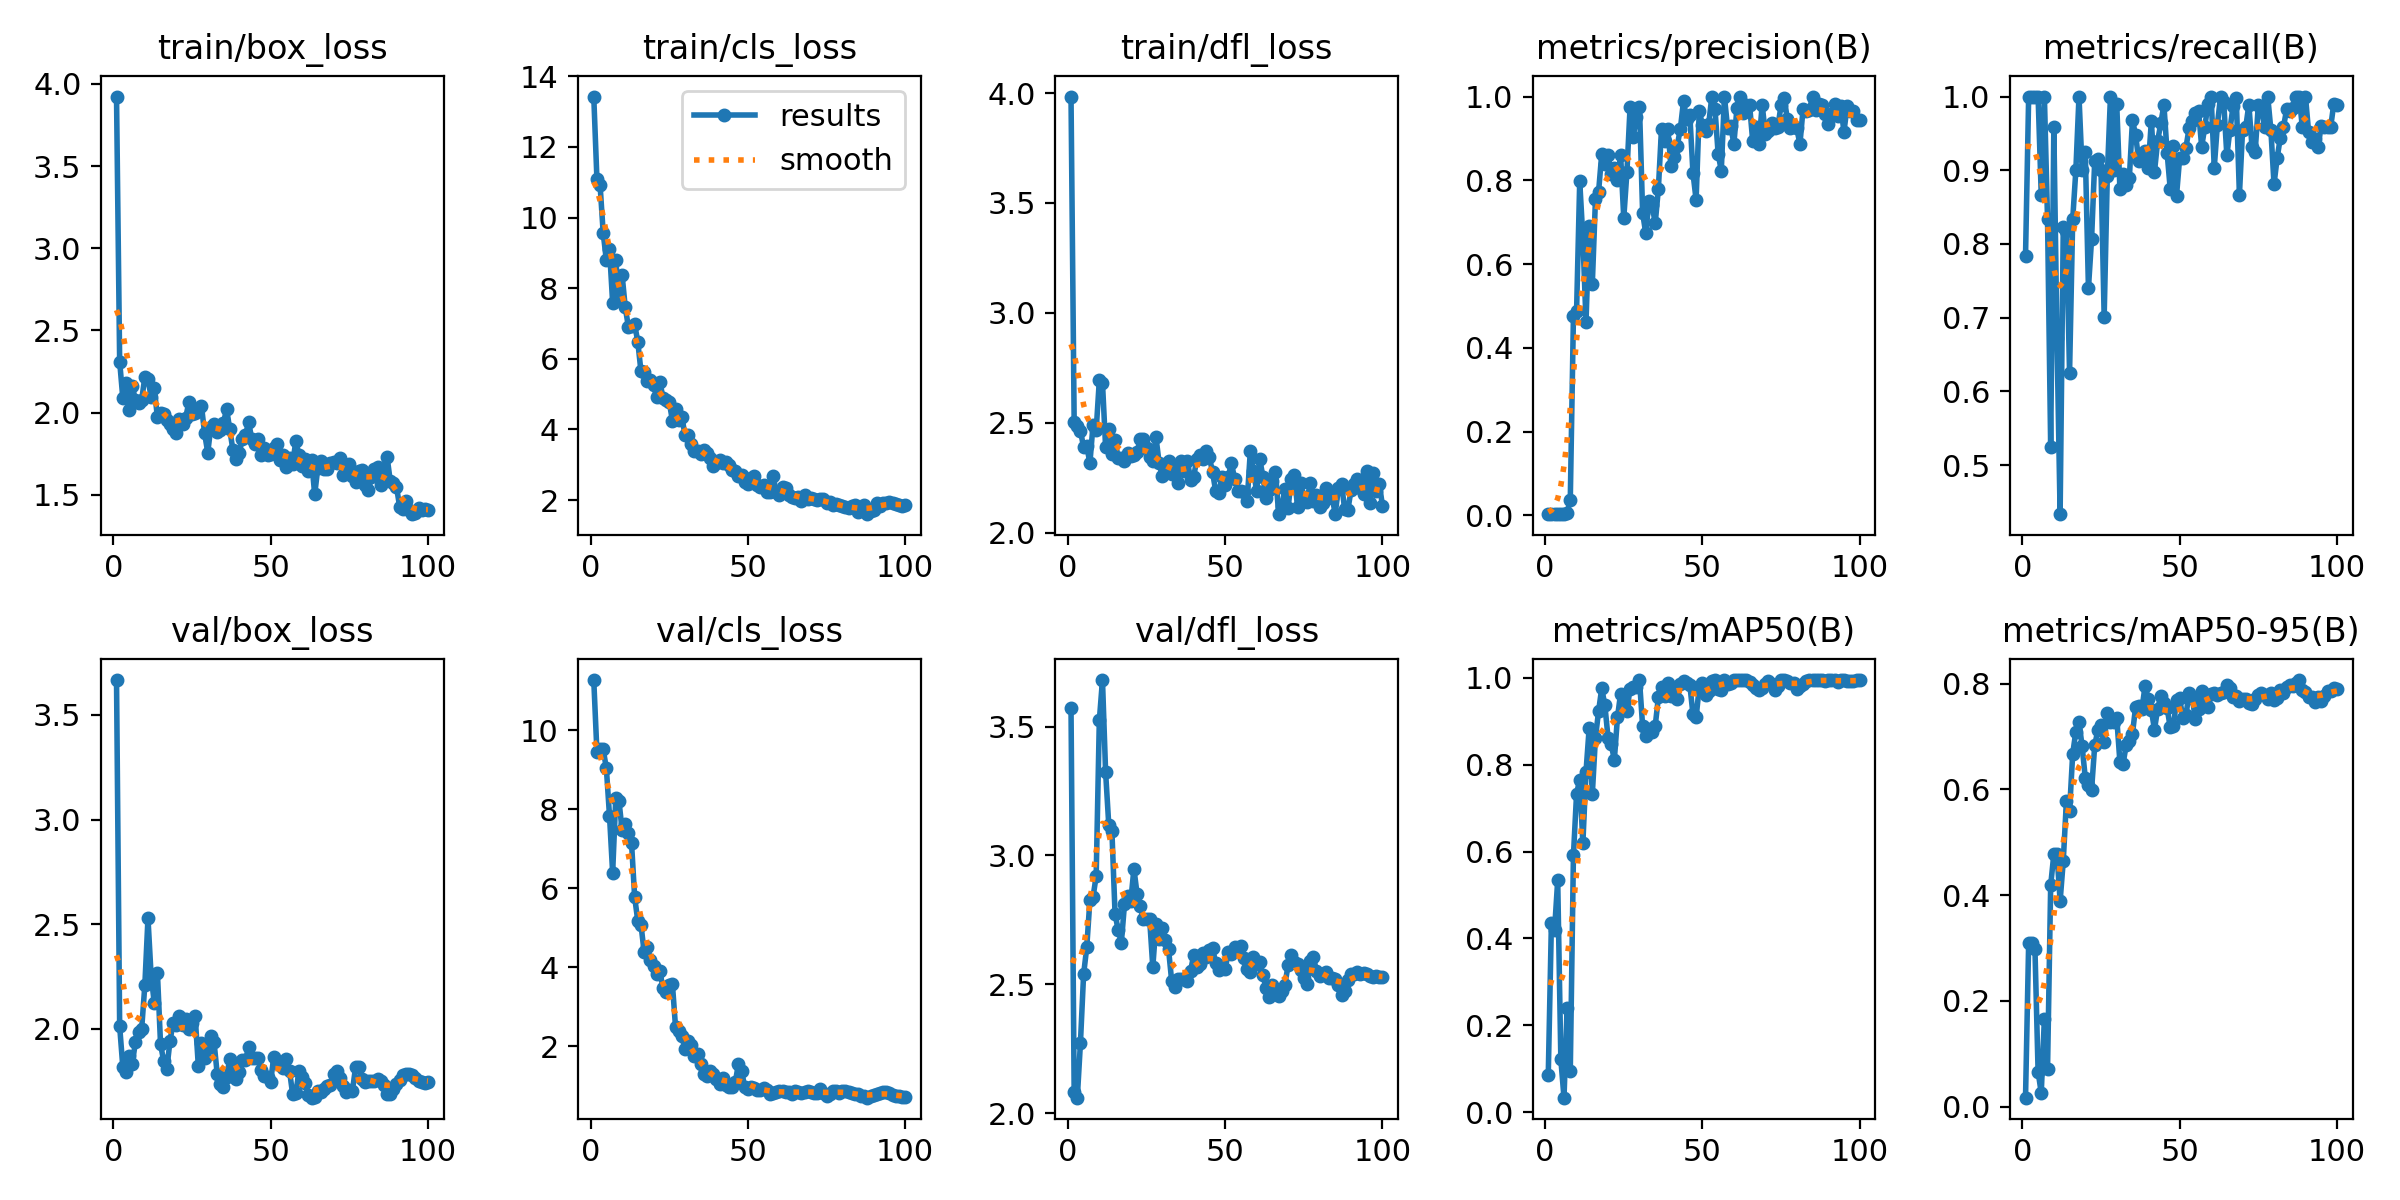 train/box_loss
4.0
3.5
3.0
2.5
2.0
1.5
0 50 100
train/cls_loss
14
12
10
8
6
4
2
results
smooth
0 50 100
train/dfl_loss
4.0
3.5
3.0
2.5
2.0
0 50 100
metrics/precision(B)
1.0
0.8
0.6
0.4
0.2
0.0
0 50 100
metrics/recall(B)
1.0
0.9
0.8
0.7
0.6
0.5
0 50 100
val/box_loss
3.5
3.0
2.5
2.0
0 50 100
val/cls_loss
10
8
6
4
2
0 50 100
val/dfl_loss
3.5
3.0
2.5
2.0
0 50 100
metrics/mAP50(B)
1.0
0.8
0.6
0.4
0.2
0.0
0 50 100
metrics/mAP50-95(B)
0.8
0.6
0.4
0.2
0.0
0 50 100